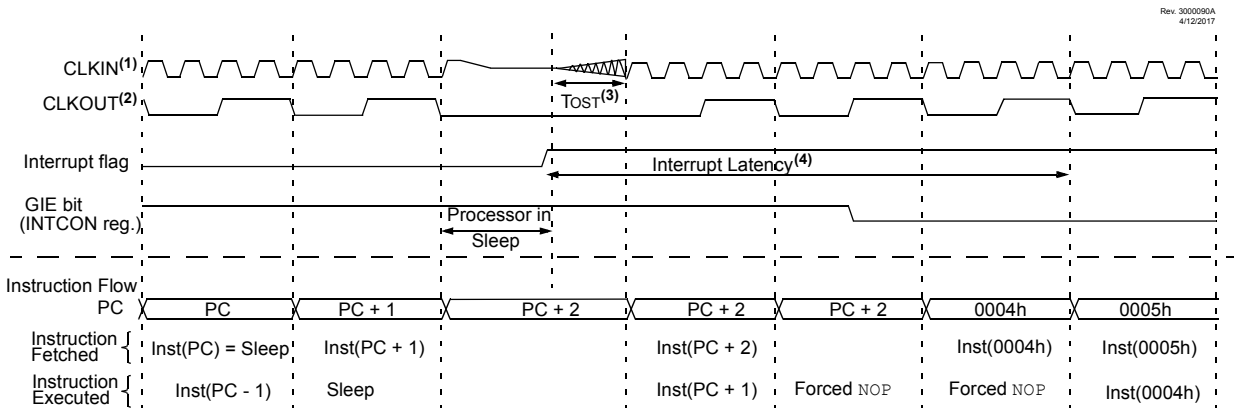 Rev. 3000090A
4/12/2017
CLKIN(1)
CLKOUT(2)
TOST(3)
Interrupt flag
Interrupt Latency(4)
GIE bit
(INTCON reg.)
Processor in
Sleep
Instruction Flow
PC PC PC + 1 PC + 2 PC + 2 PC + 2 0004h 0005h
Instruction
Fetched { Inst(PC) = Sleep Inst(PC + 1) Inst(PC + 2) Inst(0004h) Inst(0005h)
Instruction
Executed { Inst(PC - 1) Sleep Inst(PC + 1) Forced NOP Forced NOP Inst(0004h)